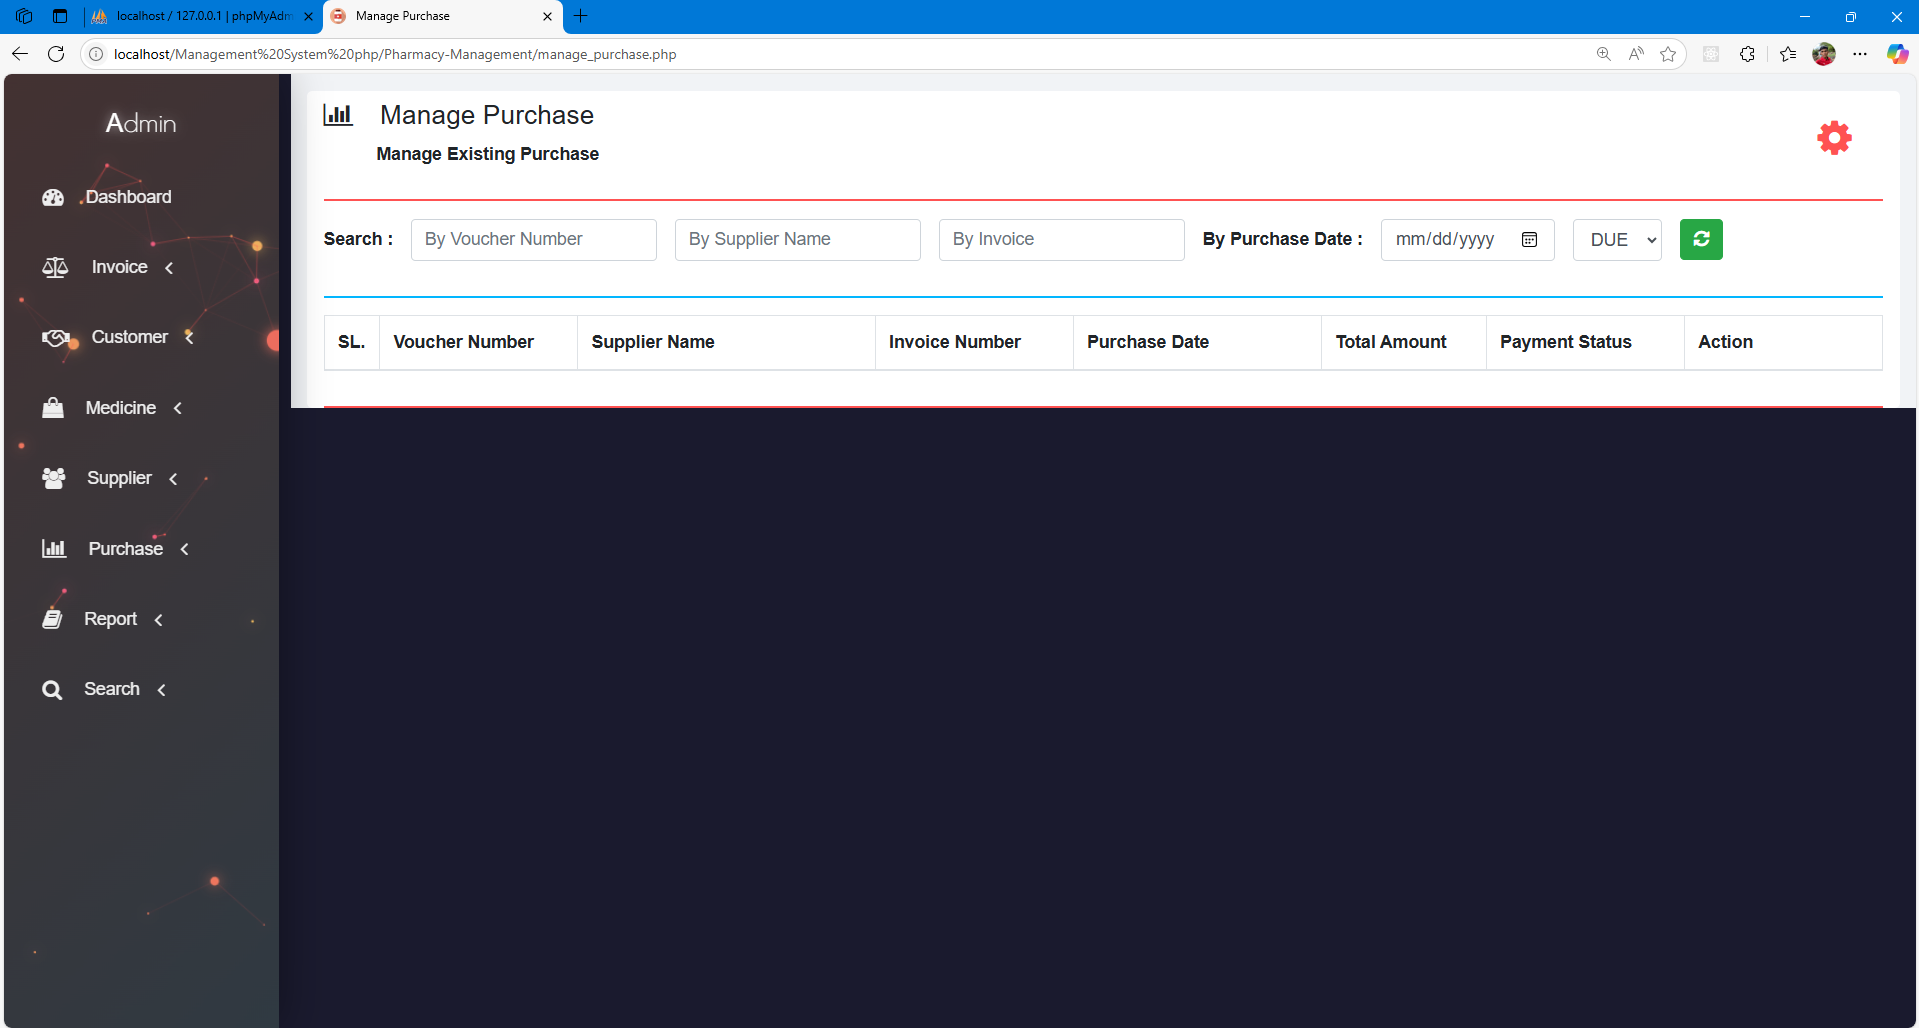 localhost / 127.0.0.1 | phpMyAdm
Manage Purchase
localhost/Management%20System%20php/Pharmacy-Management/manage_purchase.php
Admin
Dashboard
Invoice
Customer
Medicine
Supplier
Purchase
Report
Search
Manage Purchase
Manage Existing Purchase
Search : By Voucher Number By Supplier Name By Invoice By Purchase Date : mm/dd/yyyy DUE
SL. Voucher Number Supplier Name Invoice Number Purchase Date Total Amount Payment Status Action